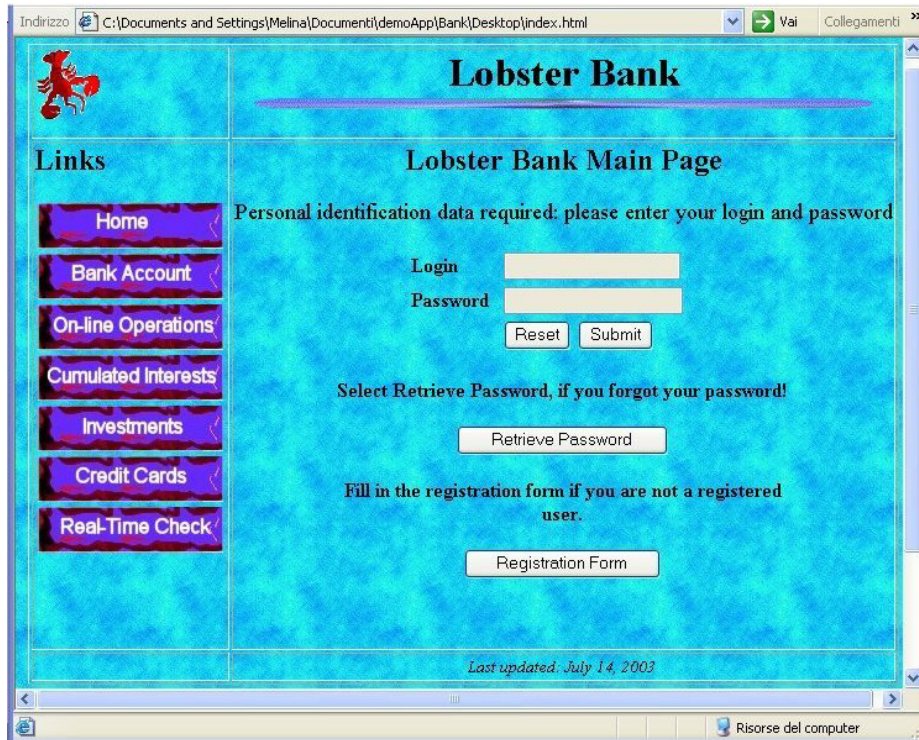 Indirizzo C:\Documents and Settings\Melina\Documenti\demoApp\Bank\Desktop\index.html Vai Collegamenti »
Lobster Bank
Links
Home
Bank Account
On-line Operations
Cumulated Interests
Investments
Credit Cards
Real-Time Check
Lobster Bank Main Page
Personal identification data required: please enter your login and password
Login
Password
Reset Submit
Select Retrieve Password, if you forgot your password!
Retrieve Password
Fill in the registration form if you are not a registered
user.
Registration Form
Last updated: July 14, 2003
Risorse del computer